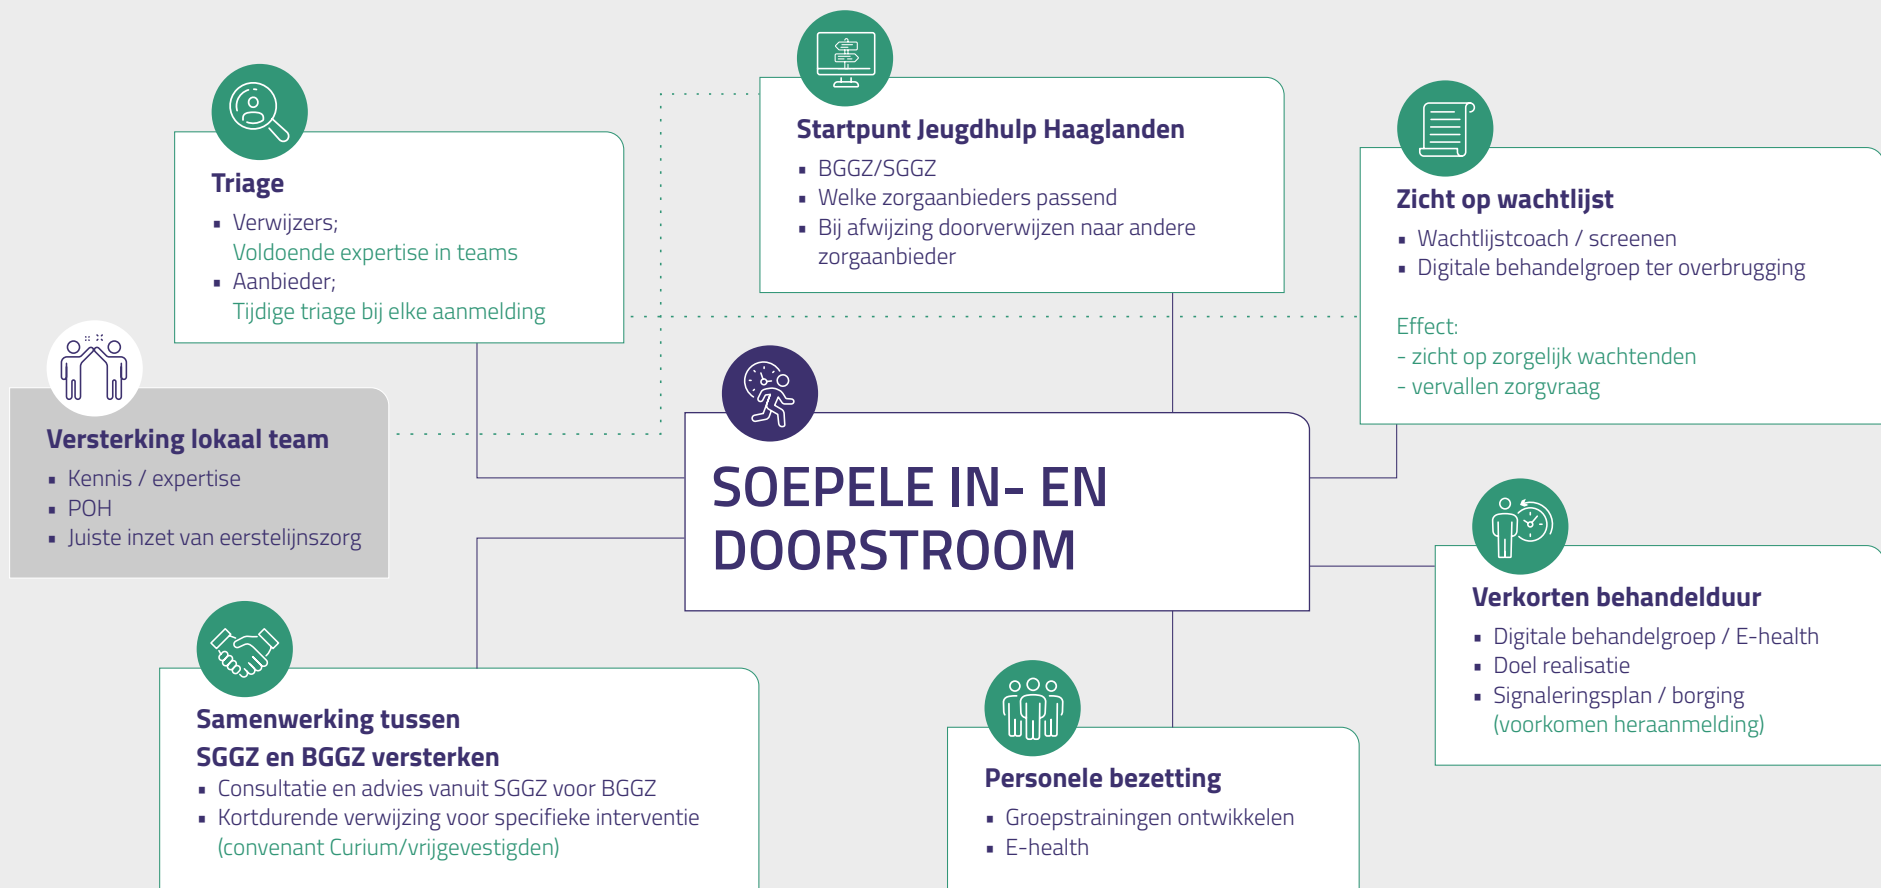 Startpunt Jeugdhulp Haaglanden
▪ BGGZ/SGGZ
▪ Welke zorgaanbieders passend
▪ Bij afwijzing doorverwijzen naar andere
zorgaanbieder
Triage
▪ Verwijzers;
Voldoende expertise in teams
▪ Aanbieder;
Tijdige triage bij elke aanmelding
Zicht op wachtlijst
▪ Wachtlijstcoach / screenen
▪ Digitale behandelgroep ter overbrugging
Effect:
- zicht op zorgelijk wachtenden
- vervallen zorgvraag
Versterking lokaal team
▪ Kennis / expertise
▪ POH
▪ Juiste inzet van eerstelijnszorg
SOEPELE IN- EN
DOORSTROOM
Verkorten behandelduur
▪ Digitale behandelgroep / E-health
▪ Doel realisatie
▪ Signaleringsplan / borging
(voorkomen heraanmelding)
Samenwerking tussen
SGGZ en BGGZ versterken
▪ Consultatie en advies vanuit SGGZ voor BGGZ
▪ Kortdurende verwijzing voor specifieke interventie
(convenant Curium/vrijgevestigden)
Personele bezetting
▪ Groepstrainingen ontwikkelen
▪ E-health